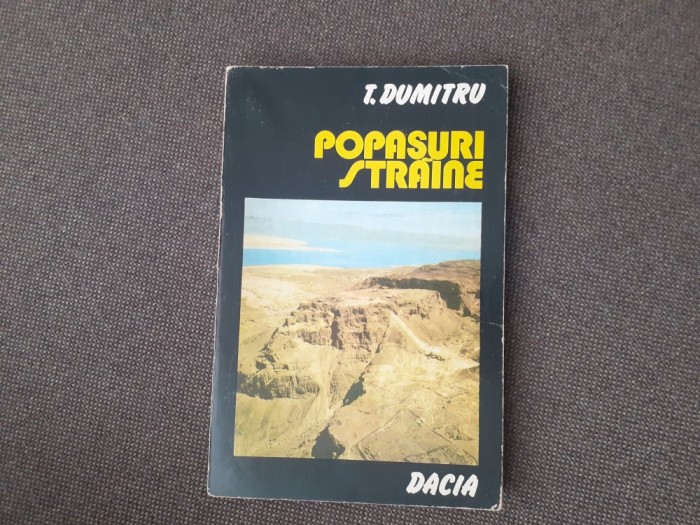 T. DUMITRU
POPASURI
STRĂINE
DACIA